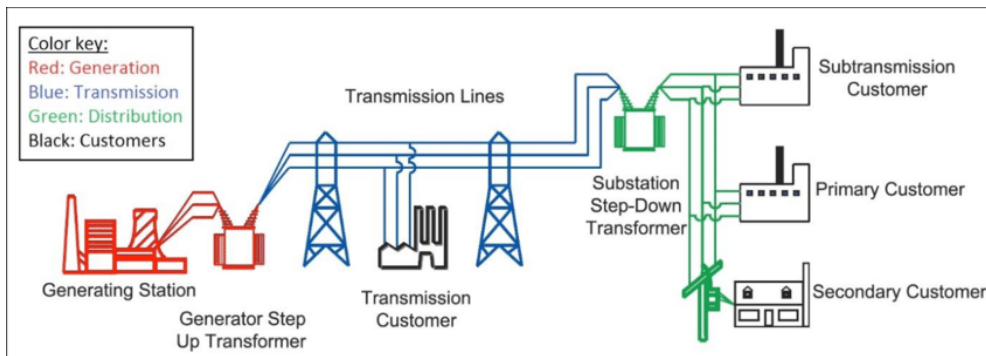 Color key:
Red: Generation
Blue: Transmission
Green: Distribution
Black: Customers
Transmission Lines
Subtransmission
Customer
Substation
Step-Down
Transformer
Primary Customer
Generating Station
Generator Step
Up Transformer
Transmission
Customer
Secondary Customer